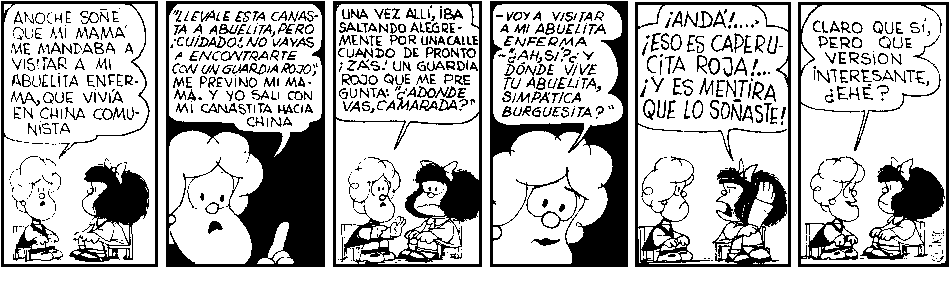 ANOCHE SOÑÉ
QUE MI MAMÁ
ME MANDABA A
VISITAR A MI
ABUELITA ENFER-
MA, QUE VIVÍA
EN CHINA COMU-
NISTA
"LLEVALE ESTA CANAS-
TA A ABUELITA, PERO
¡CUIDADO!, NO VAYAS
A ENCONTRARTE
CON UN GUARDIA ROJO",
ME PREVINO MI MA-
MÁ. Y YO SALÍ CON
MI CANASTITA HACIA
CHINA
UNA VEZ ALLÍ, IBA
SALTANDO ALEGRE-
MENTE POR UNA CALLE
CUANDO DE PRONTO
¡ZÁS! UN GUARDIA
ROJO QUE ME PRE
GUNTA: "¿ADONDE
VAS, CAMARADA?"
-VOY A VISITAR
A MI ABUELITA
ENFERMA
-¿AH, SI? ¿Y
DÓNDE VIVE
TU ABUELITA,
SIMPÁTICA
BURGUESITA?"
¡ANDÁ!....
¡ESO ES CAPERU-
CITA ROJA!...
¡Y ES MENTIRA
QUE LO SOÑASTE!
CLARO QUE SÍ,
PERO QUE
VERSION
INTERESANTE,
¿EHÉ?